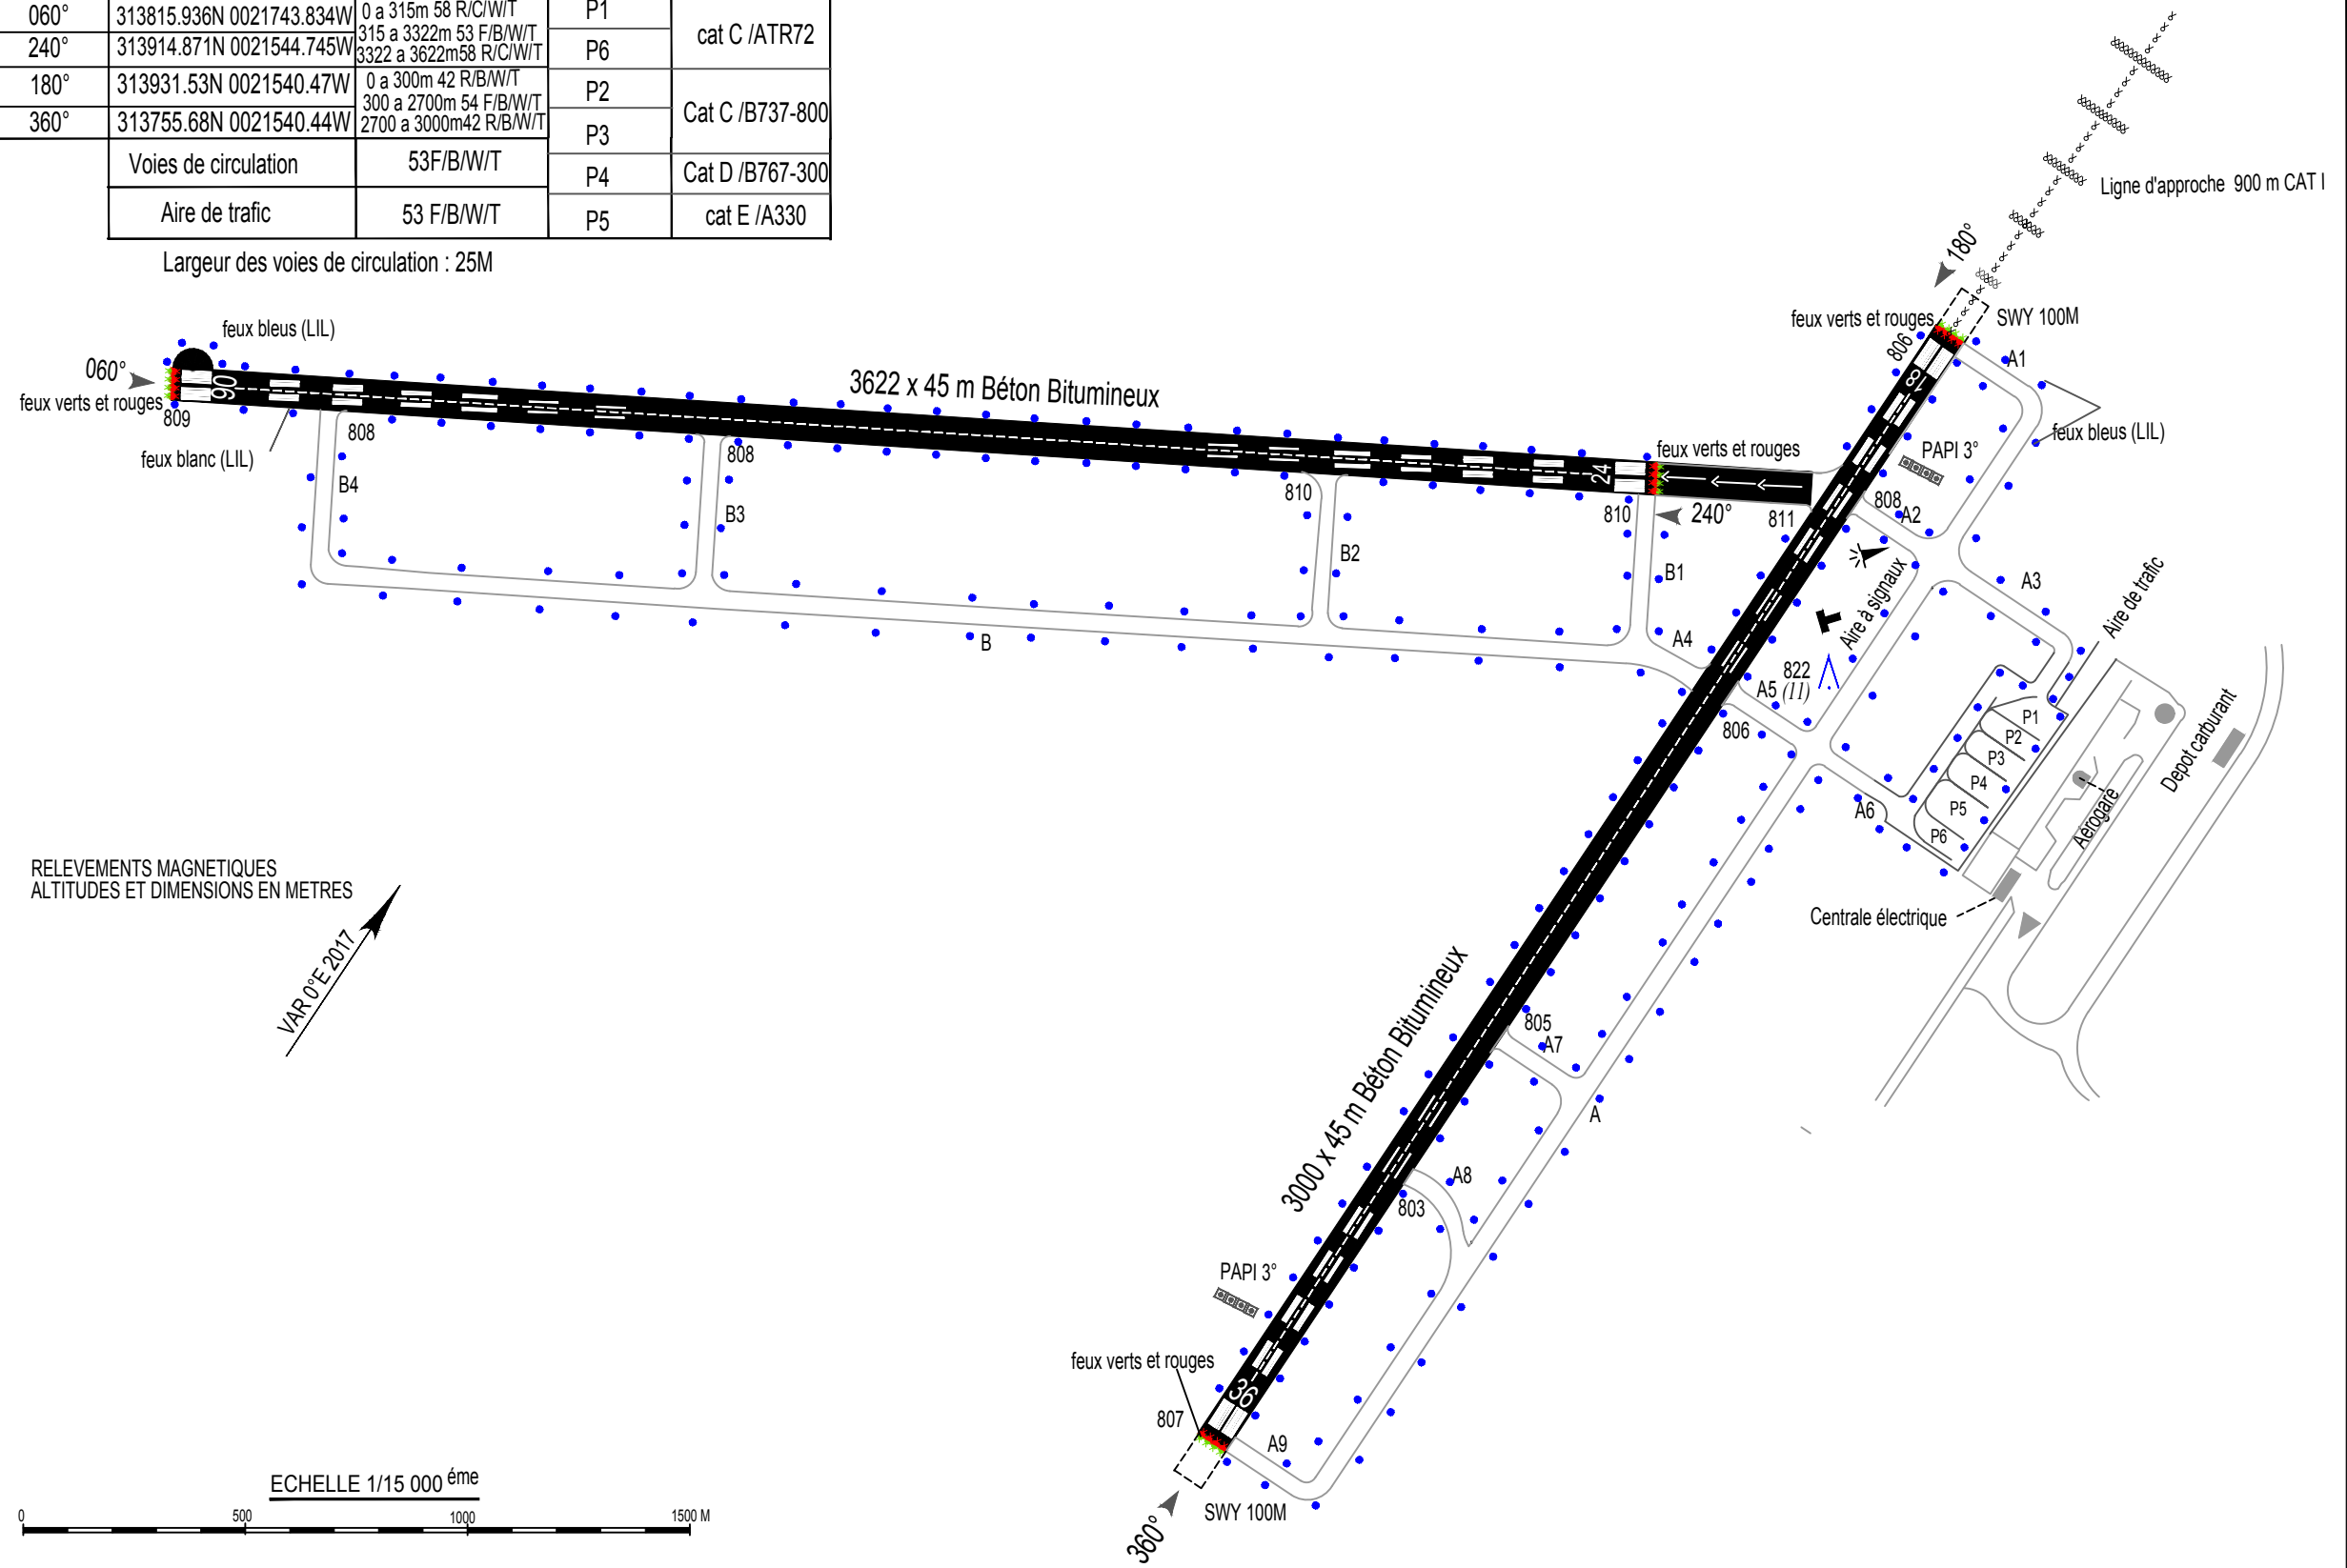 060°
313815.936N 0021743.834W
0 a 315m 58 R/C/W/T
P1
315 a 3322m 53 F/B/W/T
cat C /ATR72
240°
313914.871N 0021544.745W
3322 a 3622m58 R/C/W/T
P6
180°
313931.53N 0021540.47W
0 a 300m 42 R/B/W/T
P2
300 a 2700m 54 F/B/W/T
Cat C /B737-800
360°
313755.68N 0021540.44W
2700 a 3000m42 R/B/W/T
P3
Voies de circulation
53F/B/W/T
P4
Cat D /B767-300
Aire de trafic
53 F/B/W/T
P5
cat E /A330
Largeur des voies de circulation : 25M
Ligne d'approche 900 m CAT I
180°
feux verts et rouges
SWY 100M
806
A1
18
feux bleus (LIL)
PAPI 3°
808
A2
feux bleus (LIL)
060°
feux verts et rouges
809
06
feux blanc (LIL)
808
B4
3622 x 45 m Béton Bitumineux
808
B3
810
B2
24
feux verts et rouges
810
240°
811
B1
B
A4
A3
Aire de trafic
Aire à signaux
822
(11)
A5
806
P1
P2
P3
P4
P5
P6
A6
Aérogare
Depot carburant
Centrale électrique
RELEVEMENTS MAGNETIQUES
ALTITUDES ET DIMENSIONS EN METRES
VAR 0°E 2017
3000 x 45 m Béton Bitumineux
805
A7
A
A8
803
PAPI 3°
feux verts et rouges
36
807
A9
SWY 100M
360°
ECHELLE 1/15 000 éme
0
500
1000
1500 M